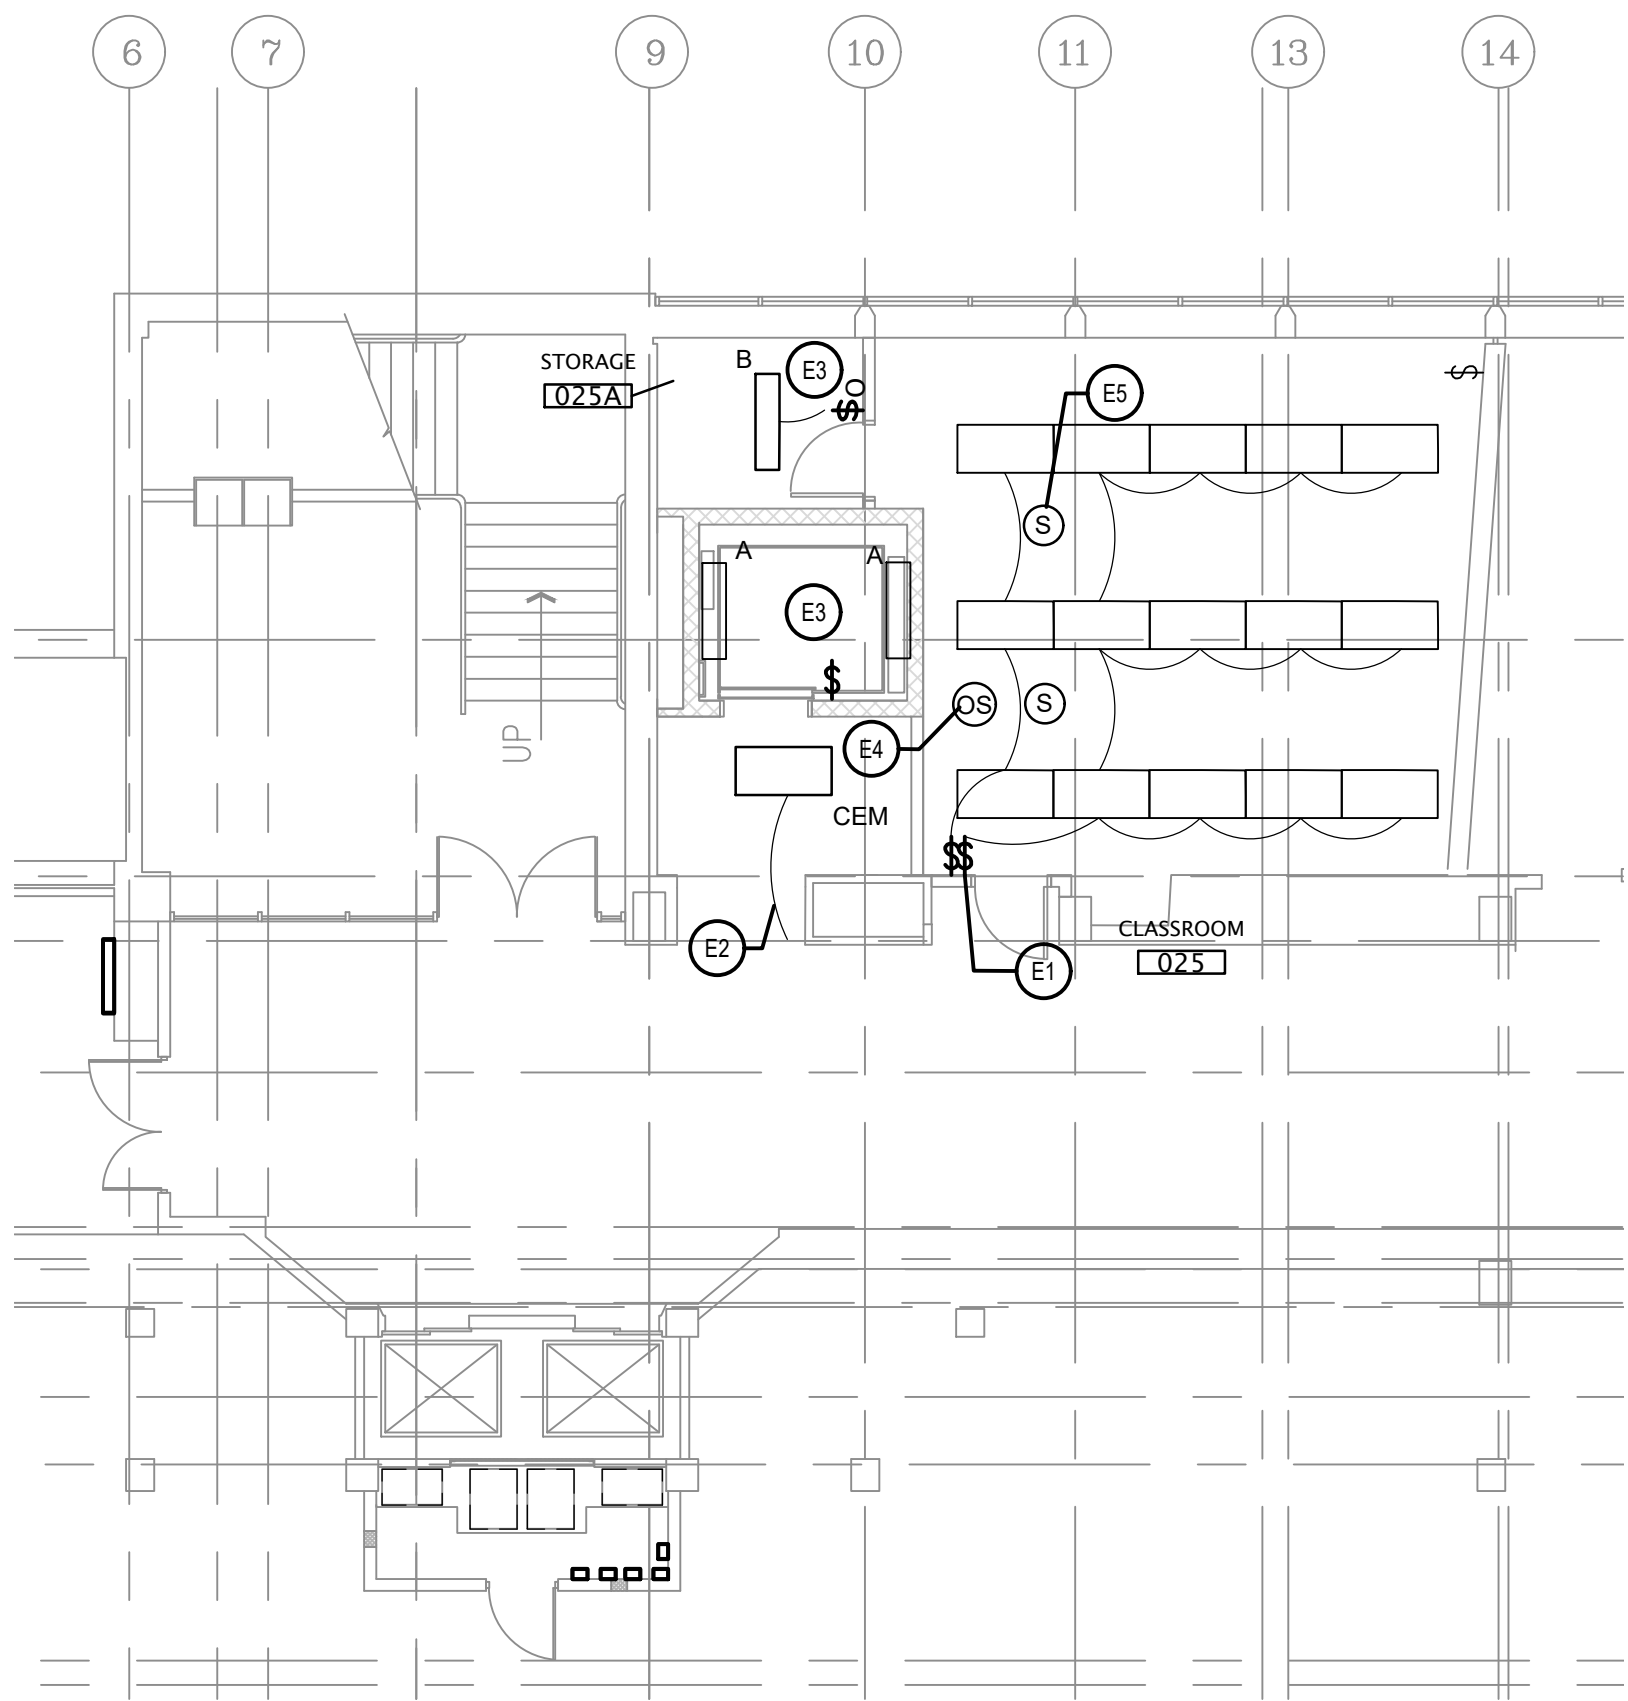 6 7 9 10 11 13 14
STORAGE
025A
B
E3
$O
$
E5
S
A
A
E3
$
OS
S
E4
UP
CEM
$$
E2
E1
CLASSROOM
025